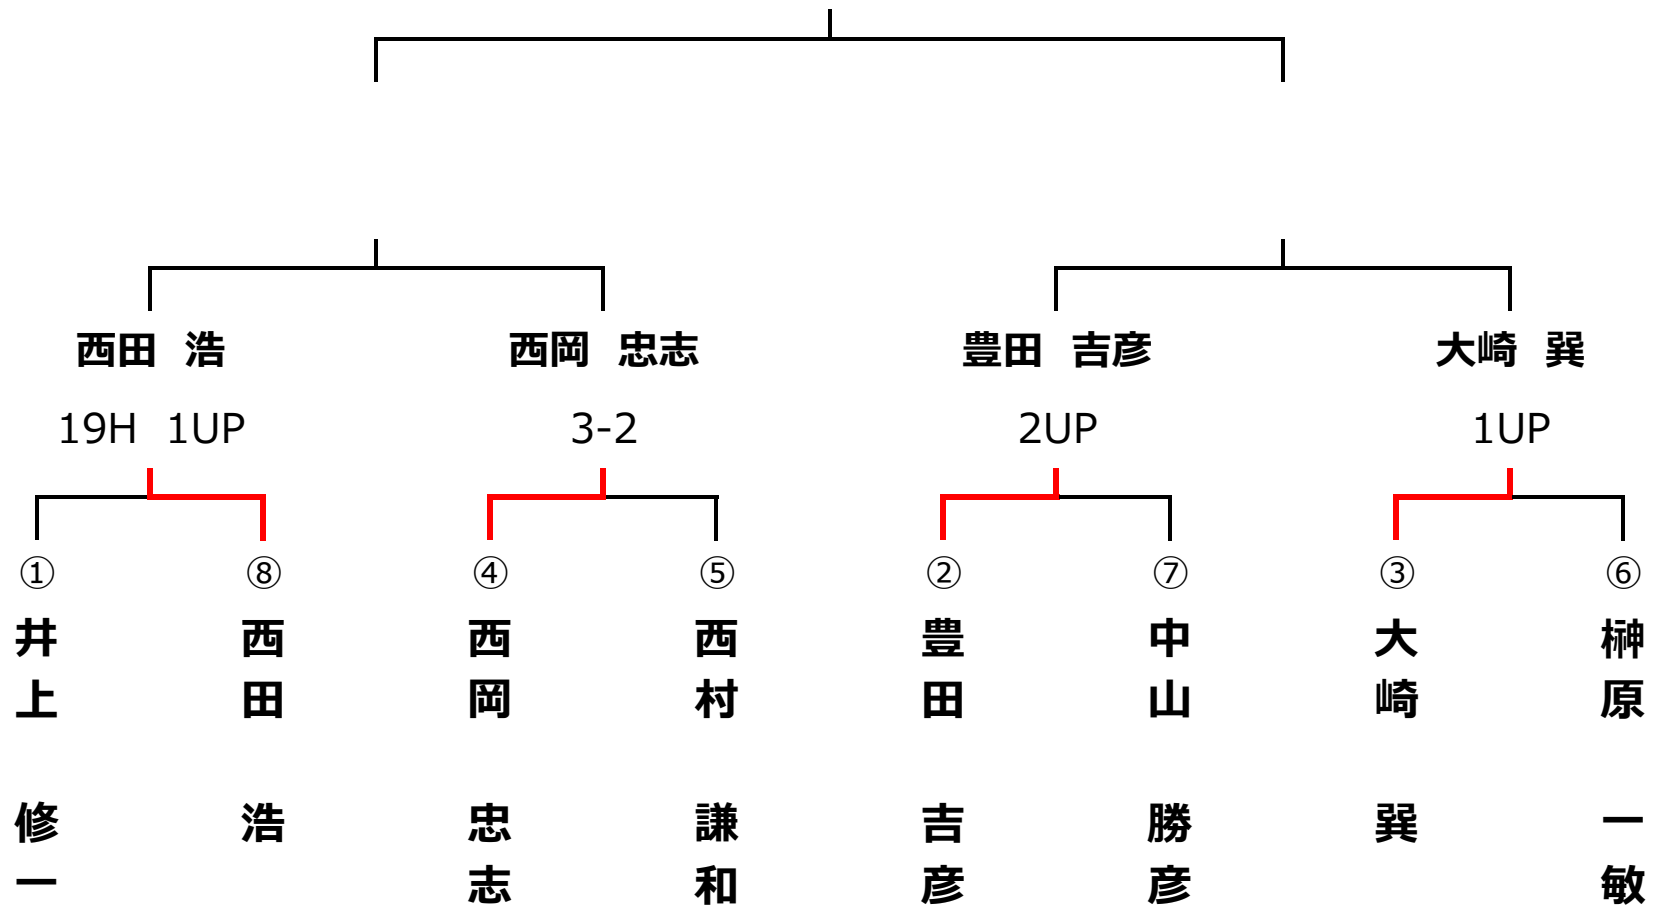 西田　浩
西岡　忠志
豊田　吉彦
大崎　巽
19H 1UP
3-2
2UP
1UP
①
⑧
④
⑤
②
⑦
③
⑥
井上　修一
西田　浩
西岡　忠志
西村　謙和
豊田　吉彦
中山　勝彦
大崎　巽
榊原　一敏